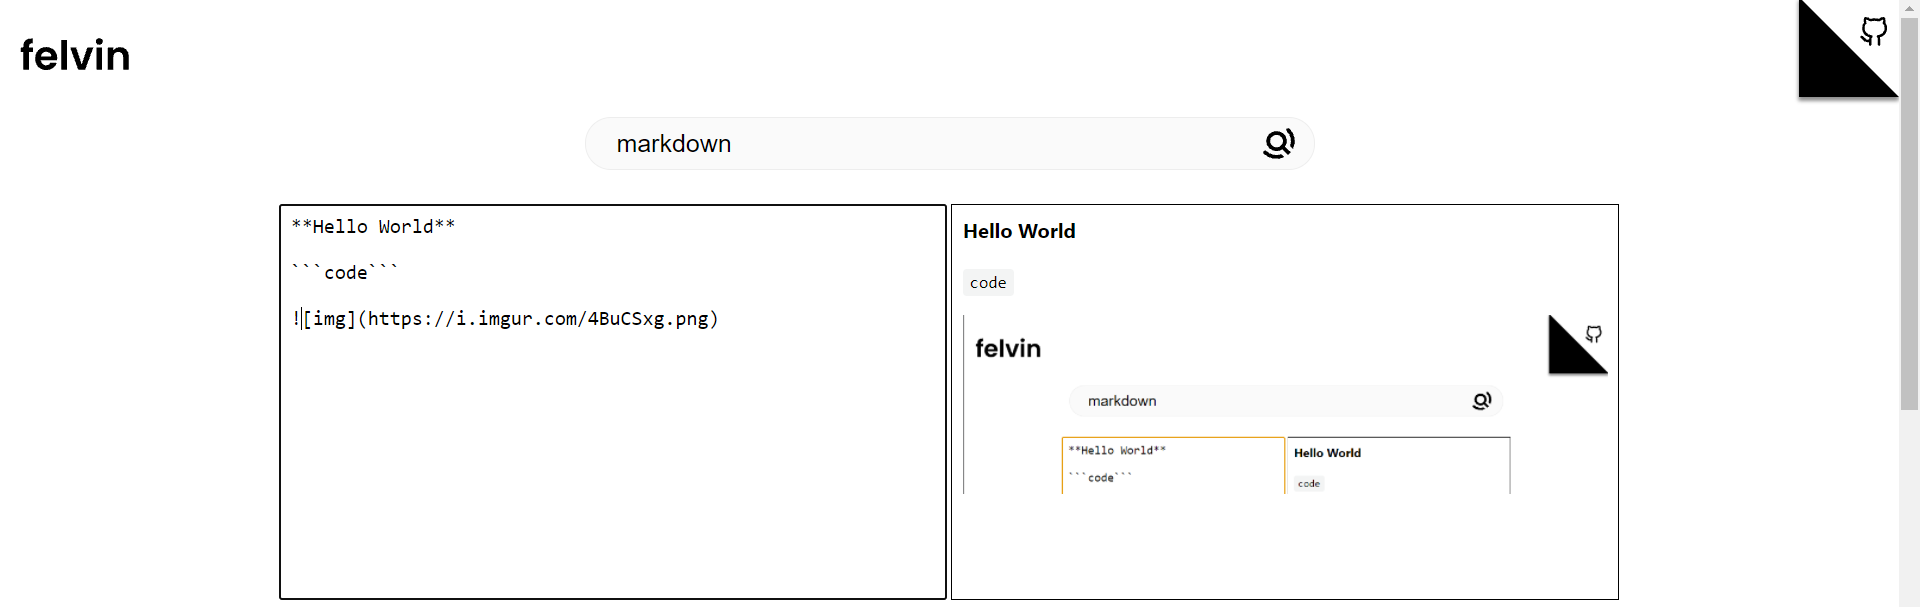 felvin
markdown
**Hello World**
```code```
![img](https://i.imgur.com/4BuCSxg.png)
Hello World
code
felvin
markdown
**Hello World**
```code```
Hello World
code